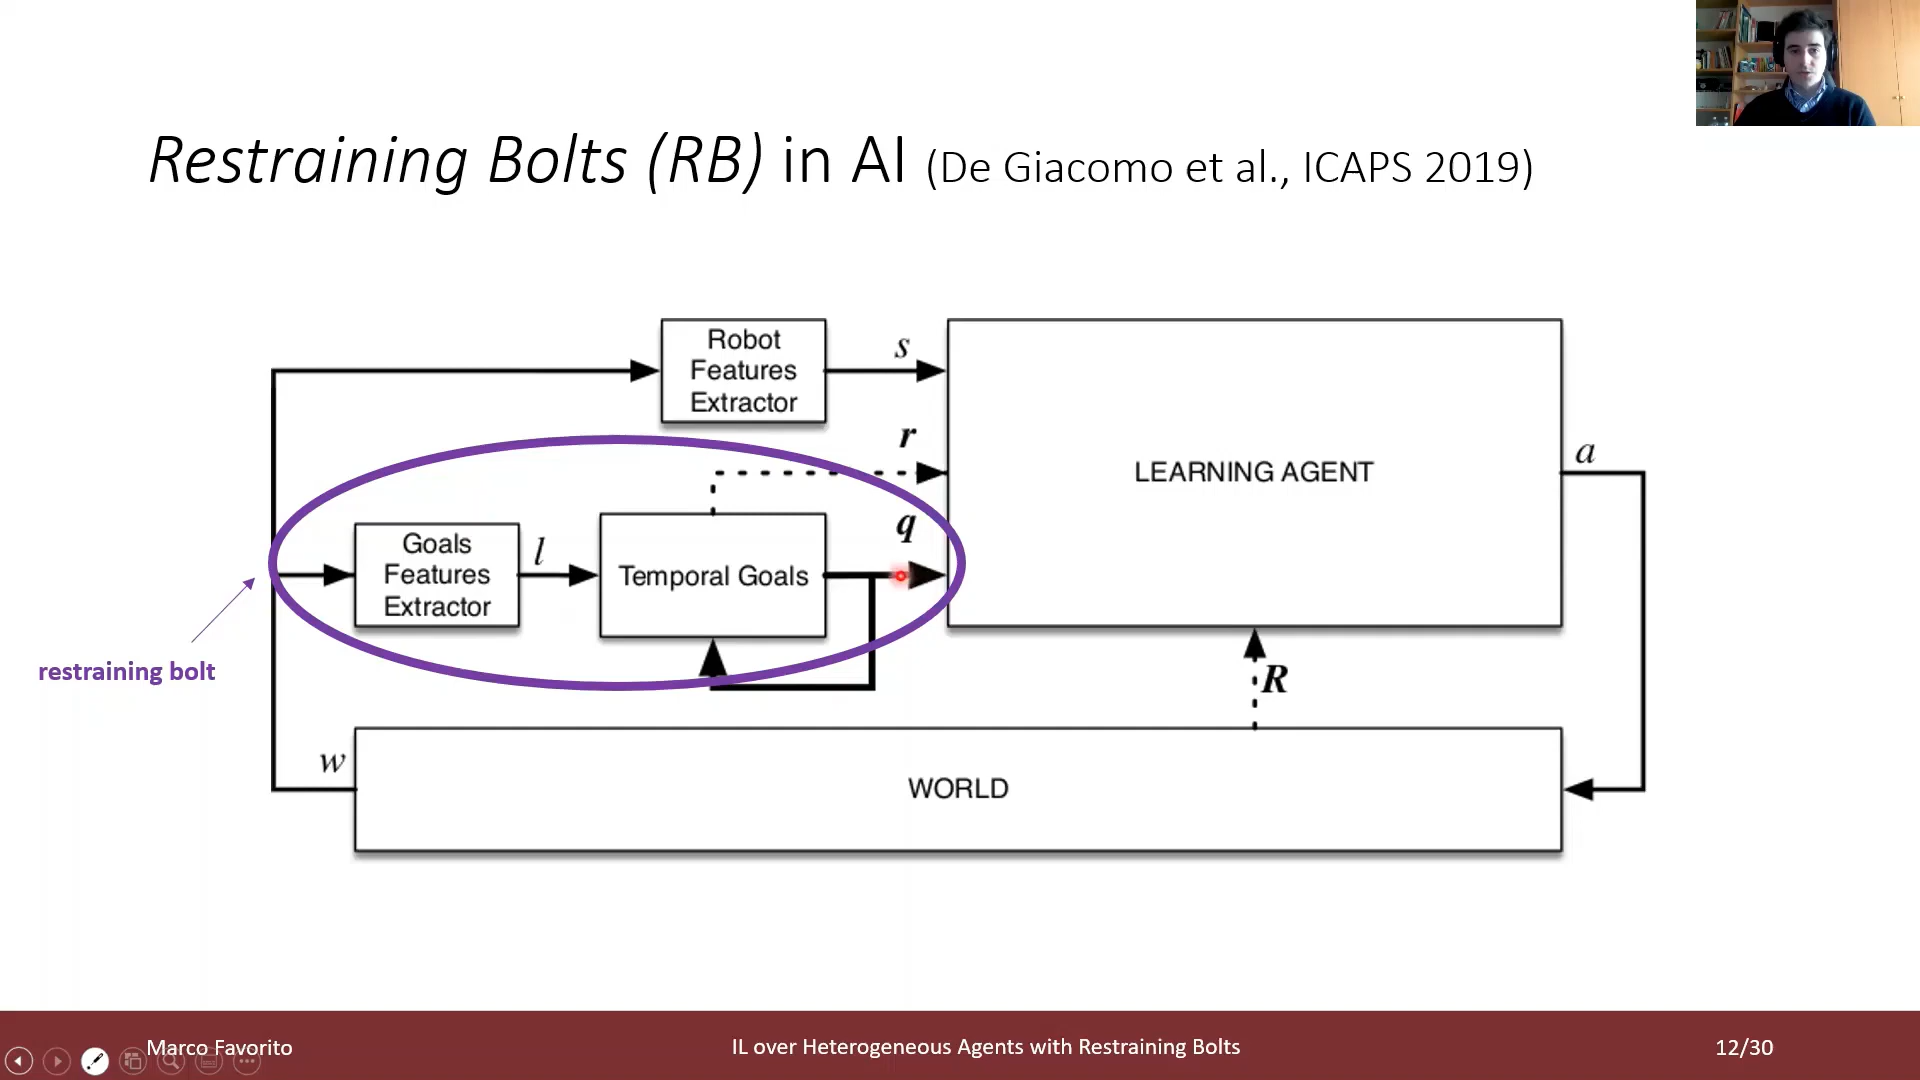 Restraining Bolts (RB) in AI (De Giacomo et al., ICAPS 2019)
Robot
Features
Extractor
s
r
LEARNING AGENT
a
q
Goals
Features
Extractor
l
Temporal Goals
restraining bolt
R
w
WORLD
Marco Favorito
IL over Heterogeneous Agents with Restraining Bolts
12/30